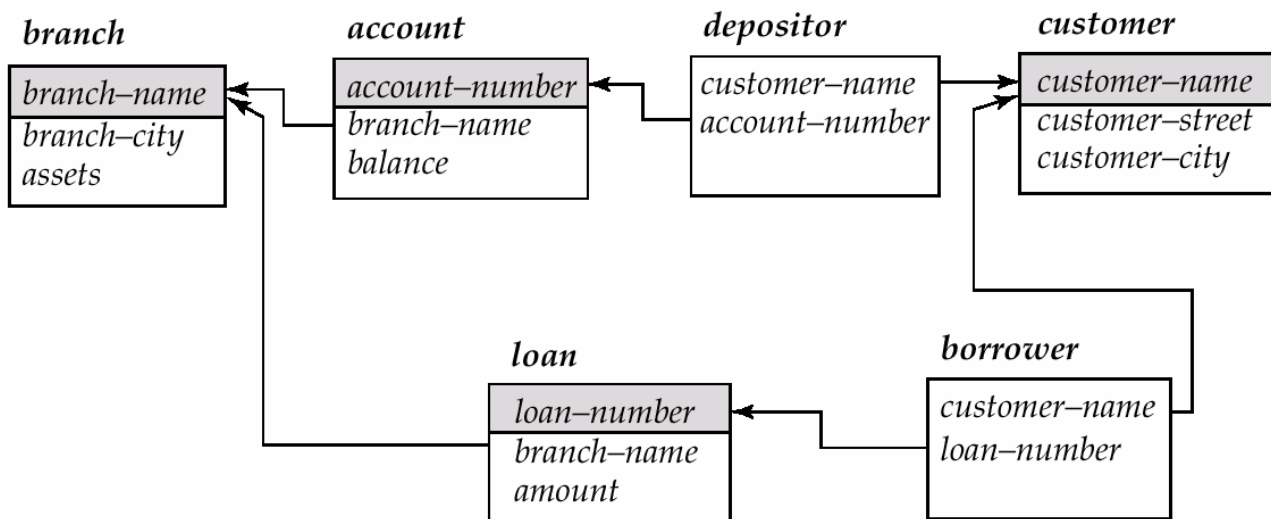 branch
branch–name
branch–city
assets
account
account–number
branch–name
balance
depositor
customer–name
account–number
customer
customer–name
customer–street
customer–city
loan
loan–number
branch–name
amount
borrower
customer–name
loan–number